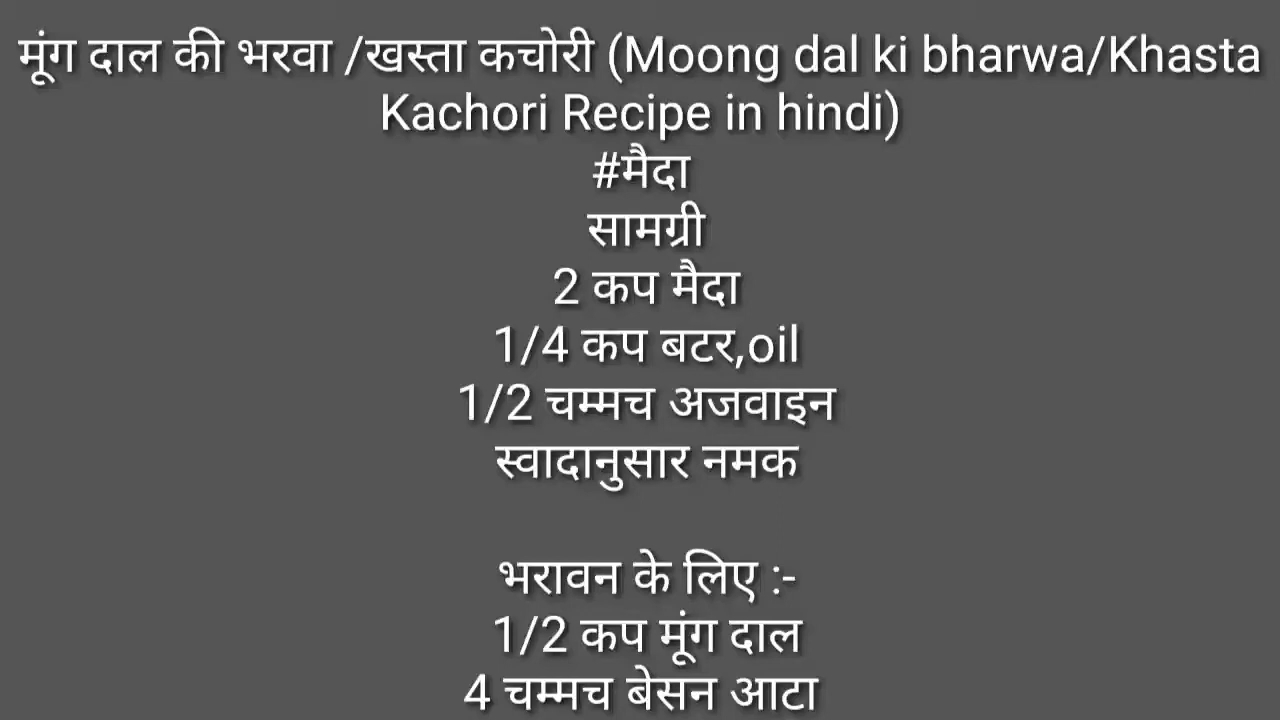 मूंग दाल की भरवा /खस्ता कचोरी (Moong dal ki bharwa/Khasta
Kachori Recipe in hindi)
#मैदा
सामग्री
2 कप मैदा
1/4 कप बटर,oil
1/2 चम्मच अजवाइन
स्वादानुसार नमक
भरावन के लिए :-
1/2 कप मूंग दाल
4 चम्मच बेसन आटा